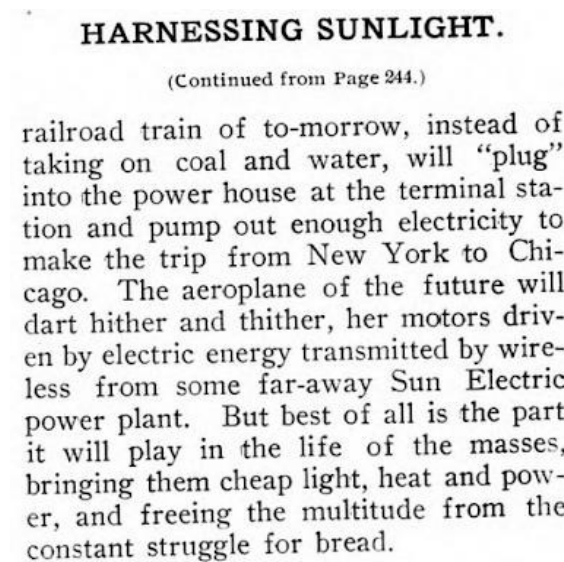 HARNESSING SUNLIGHT.
(Continued from Page 244.)
railroad train of to-morrow, instead of
taking on coal and water, will “plug”
into the power house at the terminal sta-
tion and pump out enough electricity to
make the trip from New York to Chi-
cago. The aeroplane of the future will
dart hither and thither, her motors driv-
en by electric energy transmitted by wire-
less from some far-away Sun Electric
power plant. But best of all is the part
it will play in the life of the masses,
bringing them cheap light, heat and pow-
er, and freeing the multitude from the
constant struggle for bread.